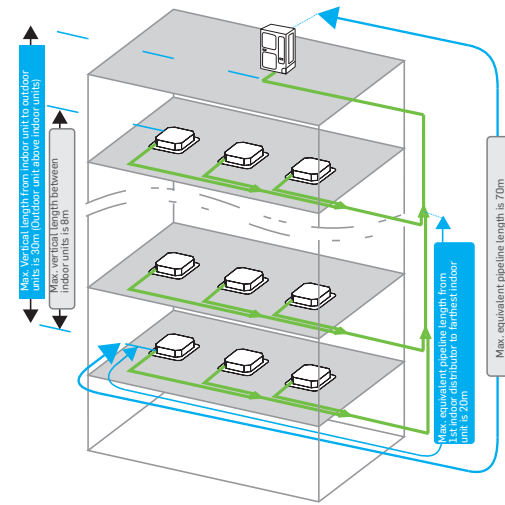 Max. Vertical length from indoor unit to outdoor
units is 30m (Outdoor unit above indoor units)
Max. vertical length between
indoor units is 8m
Max. equivalent pipeline length from
1st indoor distributor to farthest indoor
unit is 20m
Max. equivalent pipeline length is 70m